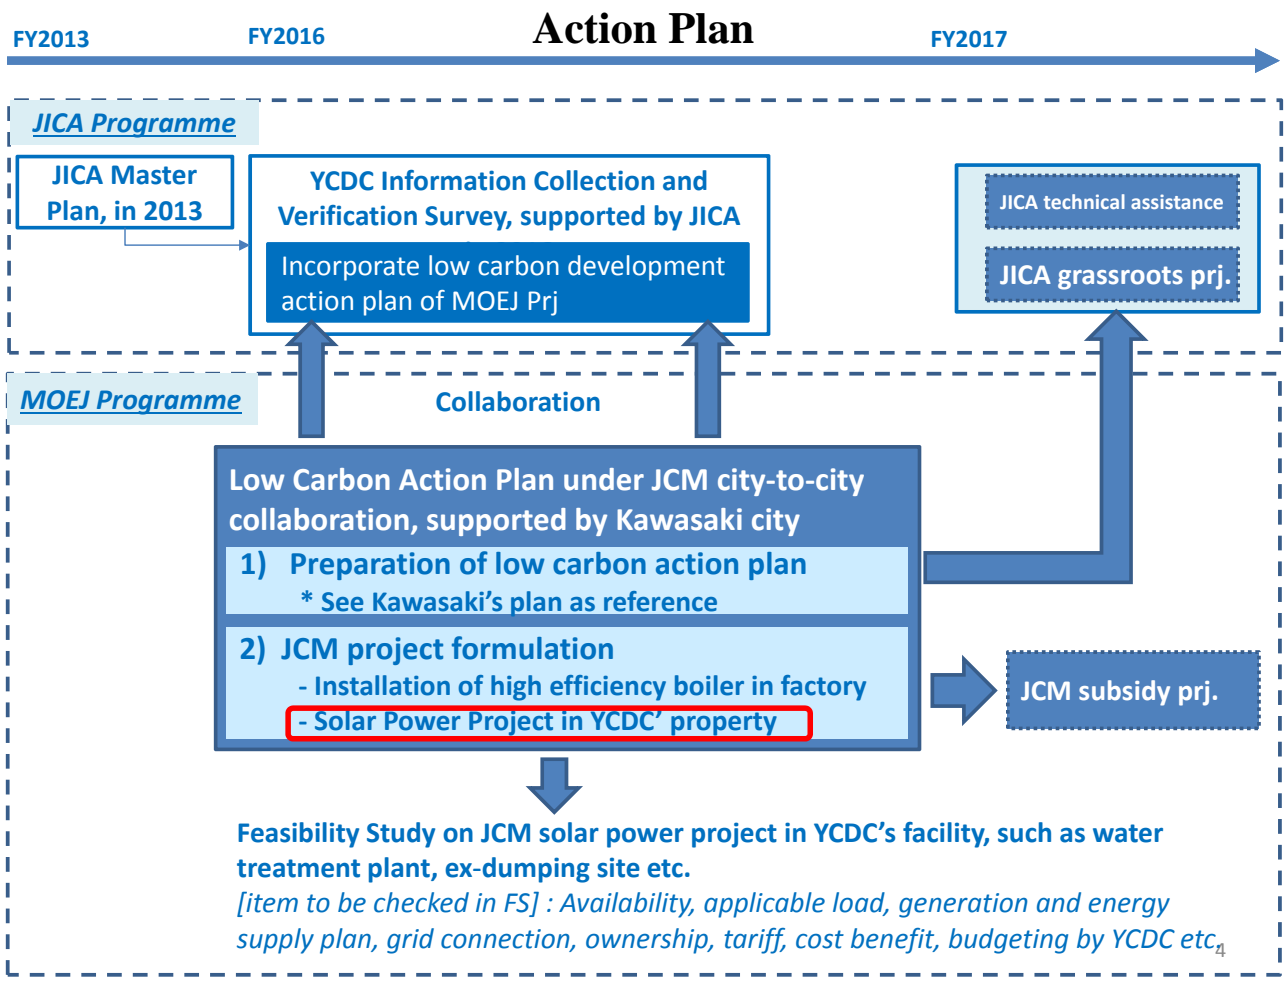 Action Plan
FY2013
FY2016
FY2017
JICA Programme
JICA Master
Plan, in 2013
YCDC Information Collection and
Verification Survey, supported by JICA
Incorporate low carbon development
action plan of MOEJ Prj
JICA technical assistance
JICA grassroots prj.
MOEJ Programme
Collaboration
Low Carbon Action Plan under JCM city-to-city
collaboration, supported by Kawasaki city
1) Preparation of low carbon action plan
* See Kawasaki's plan as reference
2) JCM project formulation
- Installation of high efficiency boiler in factory
- Solar Power Project in YCDC’ property
JCM subsidy prj.
Feasibility Study on JCM solar power project in YCDC’s facility, such as water
treatment plant, ex-dumping site etc.
[item to be checked in FS] : Availability, applicable load, generation and energy
supply plan, grid connection, ownership, tariff, cost benefit, budgeting by YCDC etc.
4